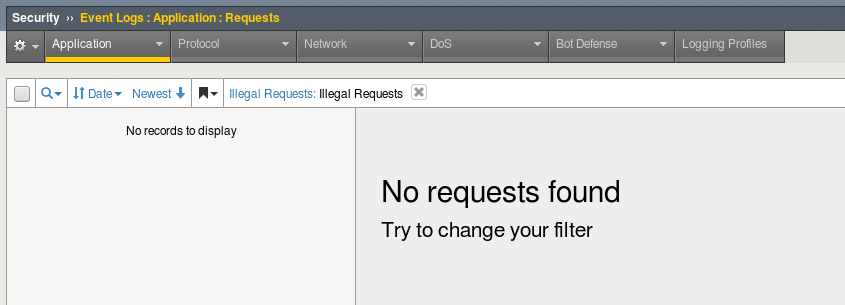 Security ›› Event Logs : Application : Requests
Application Protocol Network DoS Bot Defense Logging Profiles
Date Newest Illegal Requests: Illegal Requests
No records to display
No requests found
Try to change your filter